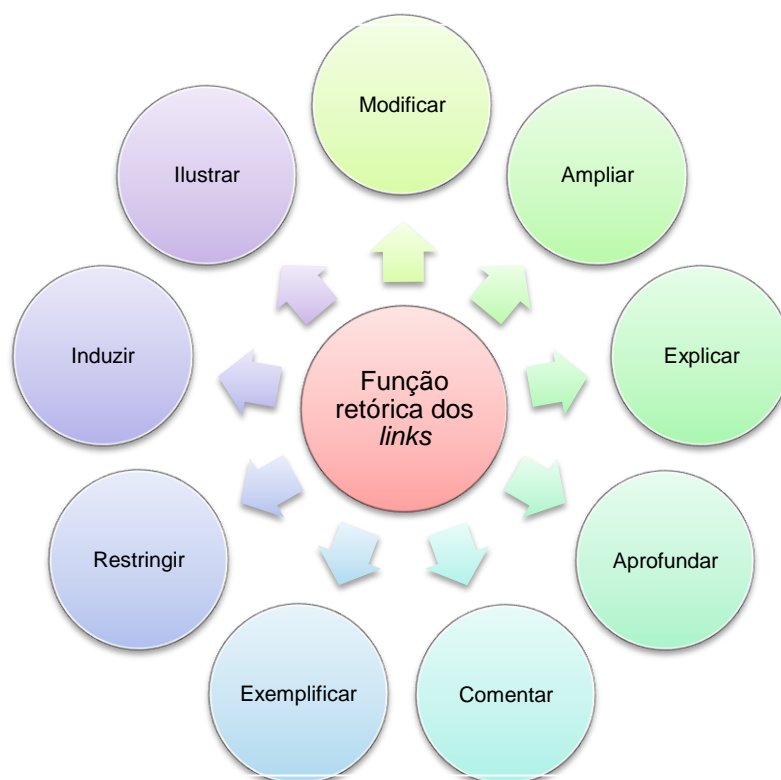 Modificar
Ilustrar
Ampliar
Induzir
Explicar
Função
retórica dos
links
Restringir
Aprofundar
Exemplificar
Comentar